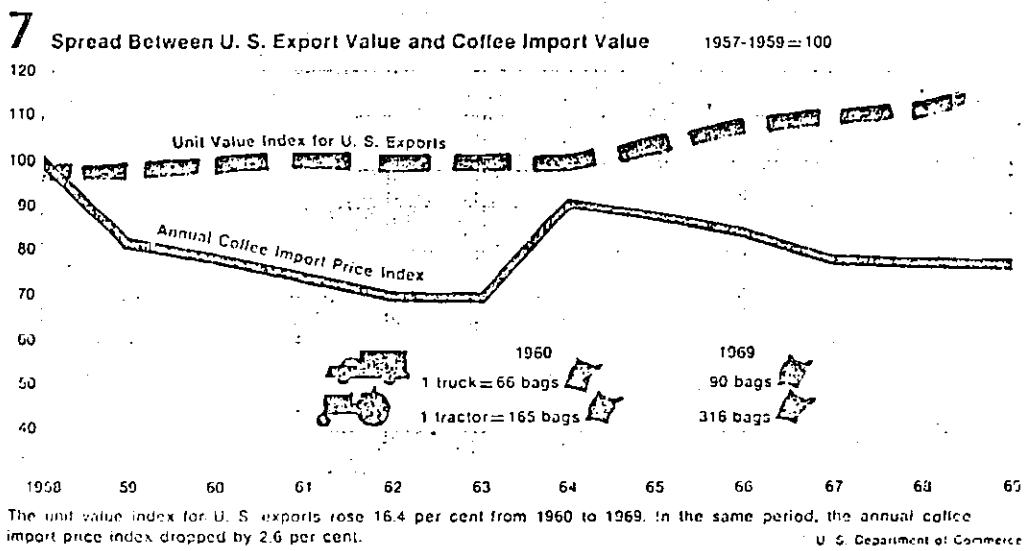 7 Spread Between U. S. Export Value and Coffee Import Value 1957-1959=100
120
110
Unit Value Index for U. S. Exports
100
90
Annual Coffee Import Price Index
80
70
60
1960 1969
50
1 truck=66 bags 90 bags
1 tractor=165 bags 316 bags
40
1958 59 60 61 62 63 64 65 66 67 68 69
The unit value index for U. S. exports rose 16.4 per cent from 1960 to 1969. In the same period, the annual coffee
import price index dropped by 2.6 per cent.
U. S. Department of Commerce